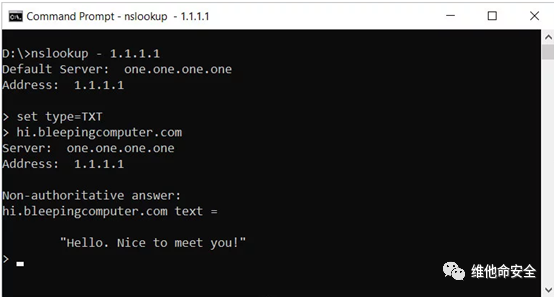 Command Prompt - nslookup - 1.1.1.1
D:\>nslookup - 1.1.1.1
Default Server:  one.one.one.one
Address:  1.1.1.1
> set type=TXT
> hi.bleepingcomputer.com
Server:  one.one.one.one
Address:  1.1.1.1
Non-authoritative answer:
hi.bleepingcomputer.com text =
"Hello. Nice to meet you!"
>
维他命安全